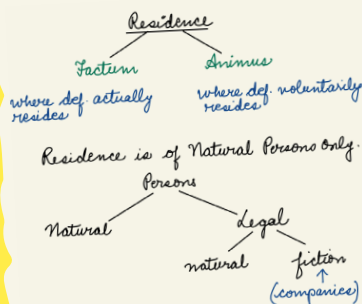 Residence
Factum Animus
where def. actually where def. voluntarily
resides resides
Residence is of Natural Persons Only.
Persons
Natural Legal
natural fiction
(companies)